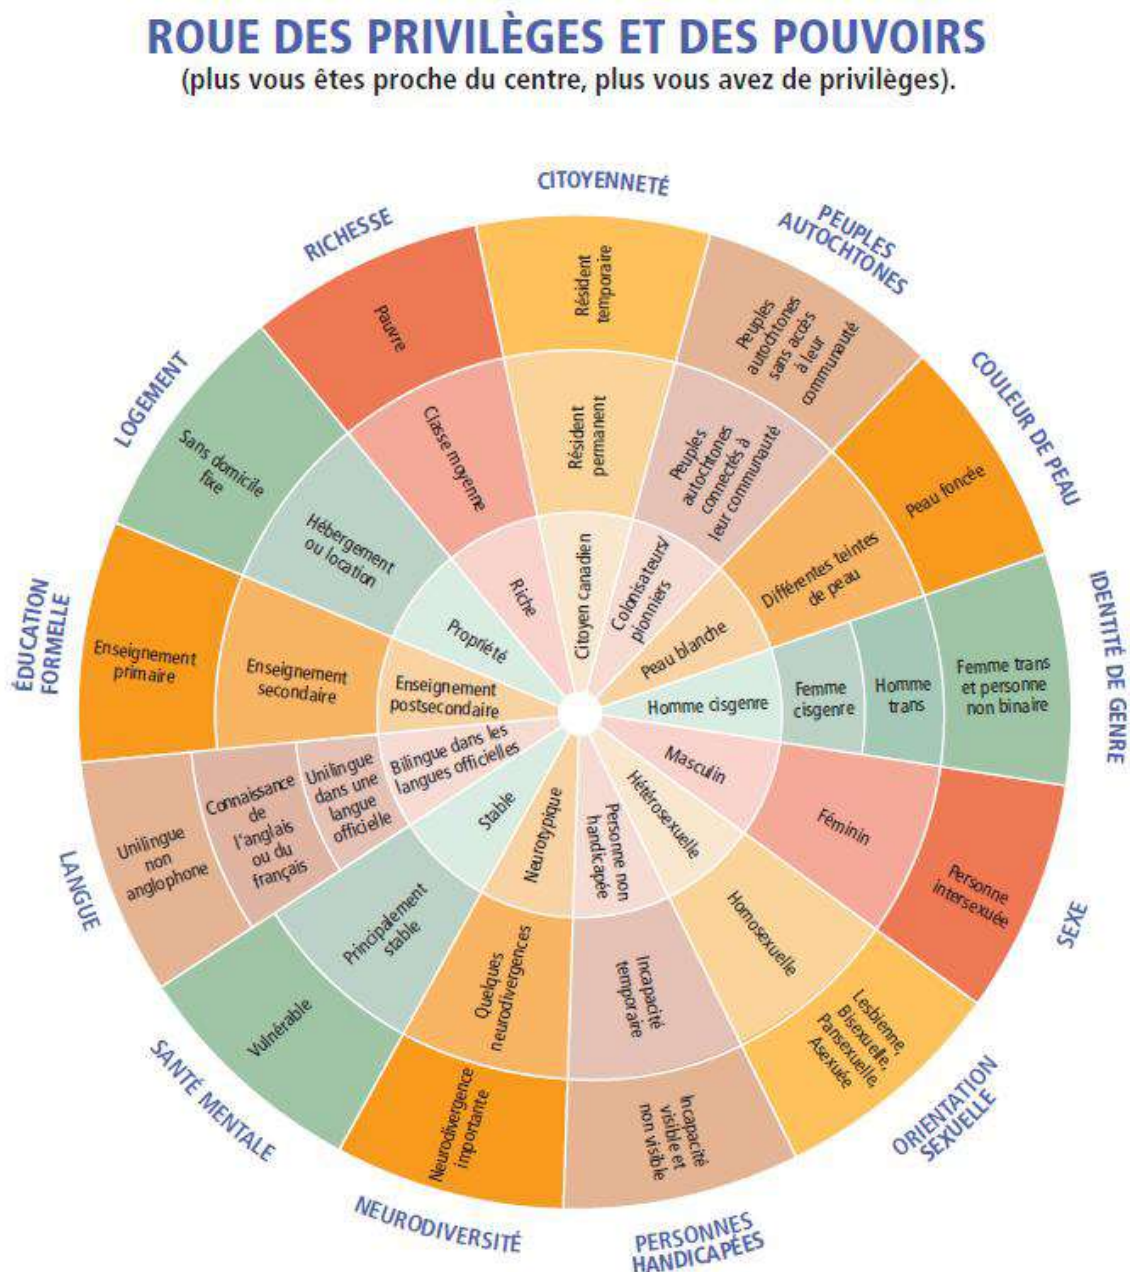 ROUE DES PRIVILÈGES ET DES POUVOIRS
(plus vous êtes proche du centre, plus vous avez de privilèges).
CITOYENNETÉ
Résident
temporaire
Résident
permanent
Citoyen canadien
PEUPLES
AUTOCHTONES
Peuples
autochtones
sans accès
à leur
communauté
Peuples
autochtones
connectés à
leur communauté
Colonisateurs/
pionniers
COULEUR DE PEAU
Peau foncée
Différentes teintes
de peau
Peau blanche
IDENTITÉ DE GENRE
Femme trans
et personne
non binaire
Homme
trans
Femme
cisgenre
Homme cisgenre
SEXE
Personne
intersexuée
Féminin
Masculin
ORIENTATION
SEXUELLE
Lesbienne,
Bisexuelle,
Pansexuelle,
Asexuée
Homosexuelle
Hétérosexuelle
PERSONNES
HANDICAPÉES
Incapacité
visible et
non visible
Incapacité
temporaire
Personne non
handicapée
NEURODIVERSITÉ
Neurodivergence
importante
Quelques
neurodivergences
Neurotypique
SANTÉ MENTALE
Vulnérable
Principalement
stable
Stable
LANGUE
Unilingue
non
anglophone
Connaissance
de
l'anglais
ou du
français
Unilingue
dans une
langue
officielle
Bilingue dans les
langues officielles
ÉDUCATION
FORMELLE
Enseignement
primaire
Enseignement
secondaire
Enseignement
postsecondaire
LOGEMENT
Sans domicile
fixe
Hébergement
ou location
Propriété
RICHESSE
Pauvre
Classe moyenne
Riche